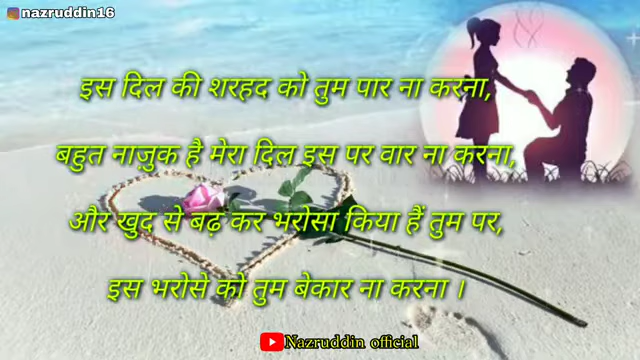 nazruddin16
इस दिल की शरहद को तुम पार ना करना,
बहुत नाजुक है मेरा दिल इस पर वार ना करना,
और खुद से बढ़ कर भरोसा किया हैं तुम पर,
इस भरोसे को तुम बेकार ना करना ।
Nazruddin official